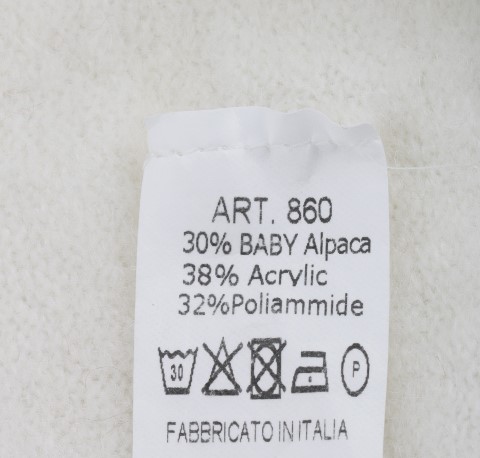 ART. 860
30% BABY Alpaca
38% Acrylic
32%Poliammide
30 P
FABBRICATO IN ITALIA